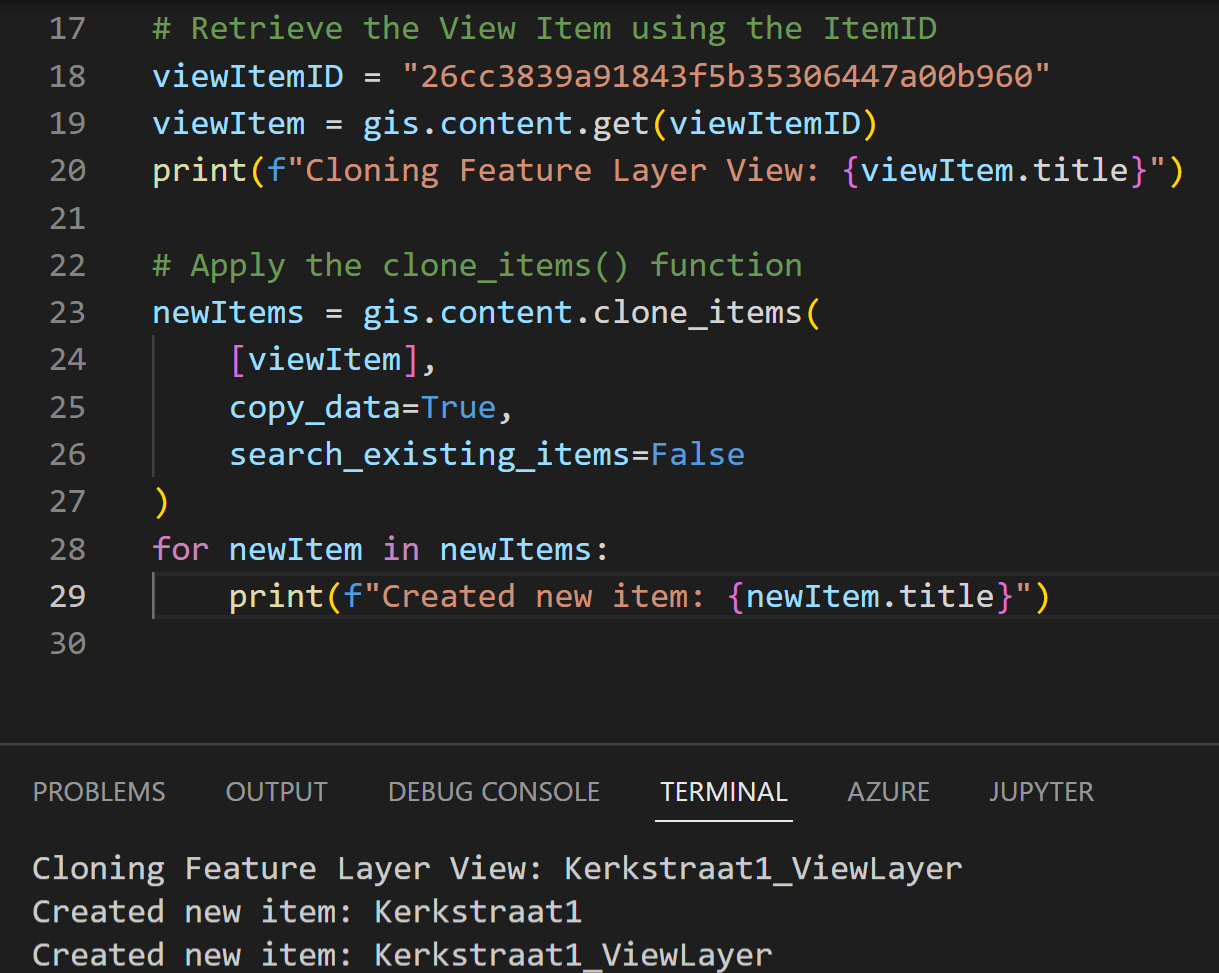 17 # Retrieve the View Item using the ItemID
18 viewItemID = "26cc3839a91843f5b35306447a00b960"
19 viewItem = gis.content.get(viewItemID)
20 print(f"Cloning Feature Layer View: {viewItem.title}")
21
22 # Apply the clone_items() function
23 newItems = gis.content.clone_items(
24     [viewItem],
25     copy_data=True,
26     search_existing_items=False
27 )
28 for newItem in newItems:
29     print(f"Created new item: {newItem.title}")
30
PROBLEMS OUTPUT DEBUG CONSOLE TERMINAL AZURE JUPYTER
Cloning Feature Layer View: Kerkstraat1_ViewLayer
Created new item: Kerkstraat1
Created new item: Kerkstraat1_ViewLayer